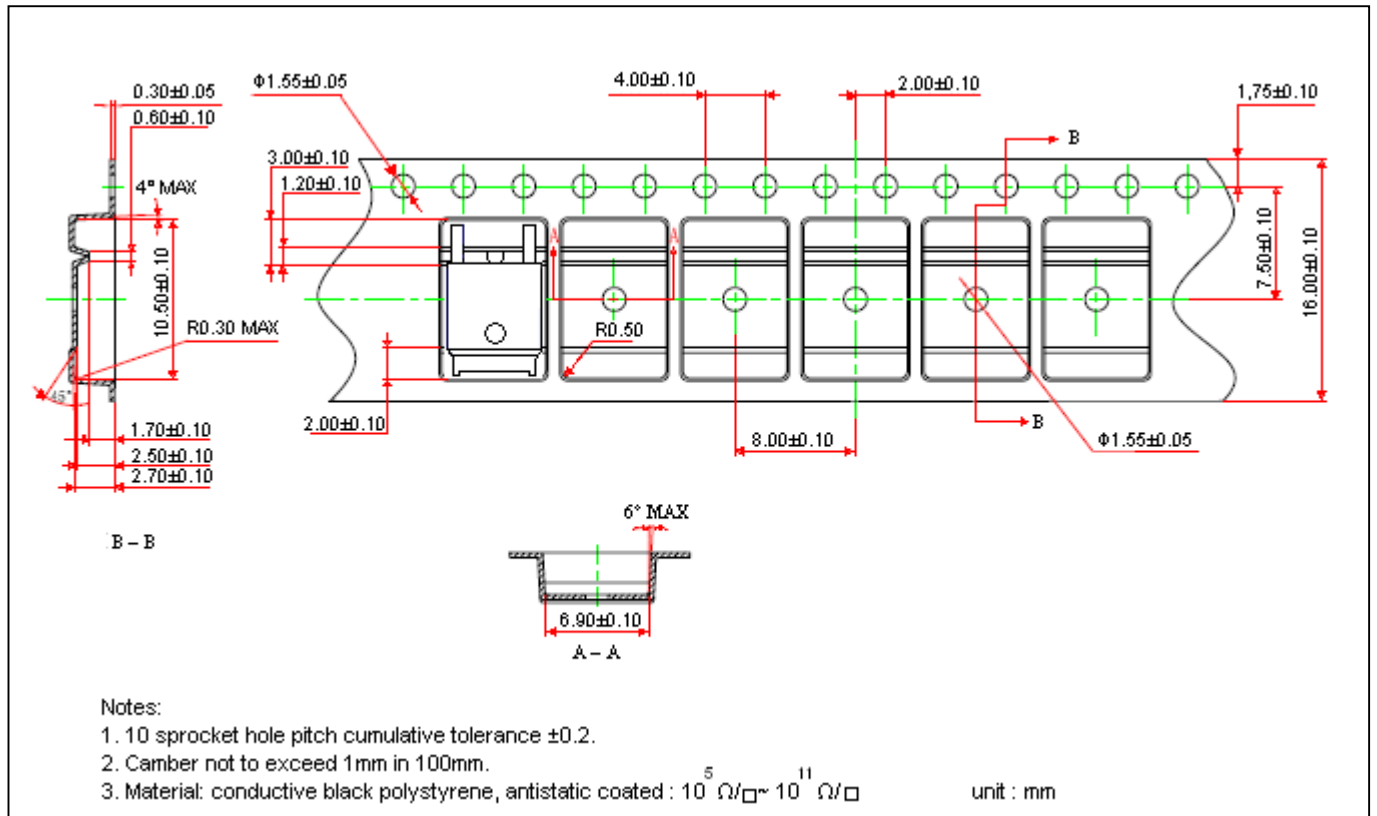 0.30±0.05
Φ1.55±0.05
4.00±0.10
2.00±0.10
1,75±0.10
0.60±0.10
B
3.00±0.10
1.20±0.10
4° MAX
A
A
10.50±0.10
7.50±0.10
16.00±0.10
R0.30 MAX
R0.50
45°
2.00±0.10
1.70±0.10
8.00±0.10
B
Φ1.55±0.05
2.50±0.10
2.70±0.10
B – B
6° MAX
6.90±0.10
A – A
Notes:
1. 10 sprocket hole pitch cumulative tolerance ±0.2.
2. Camber not to exceed 1mm in 100mm.
3. Material: conductive black polystyrene, antistatic coated : 10⁵ Ω/□~ 10¹¹ Ω/□ unit : mm